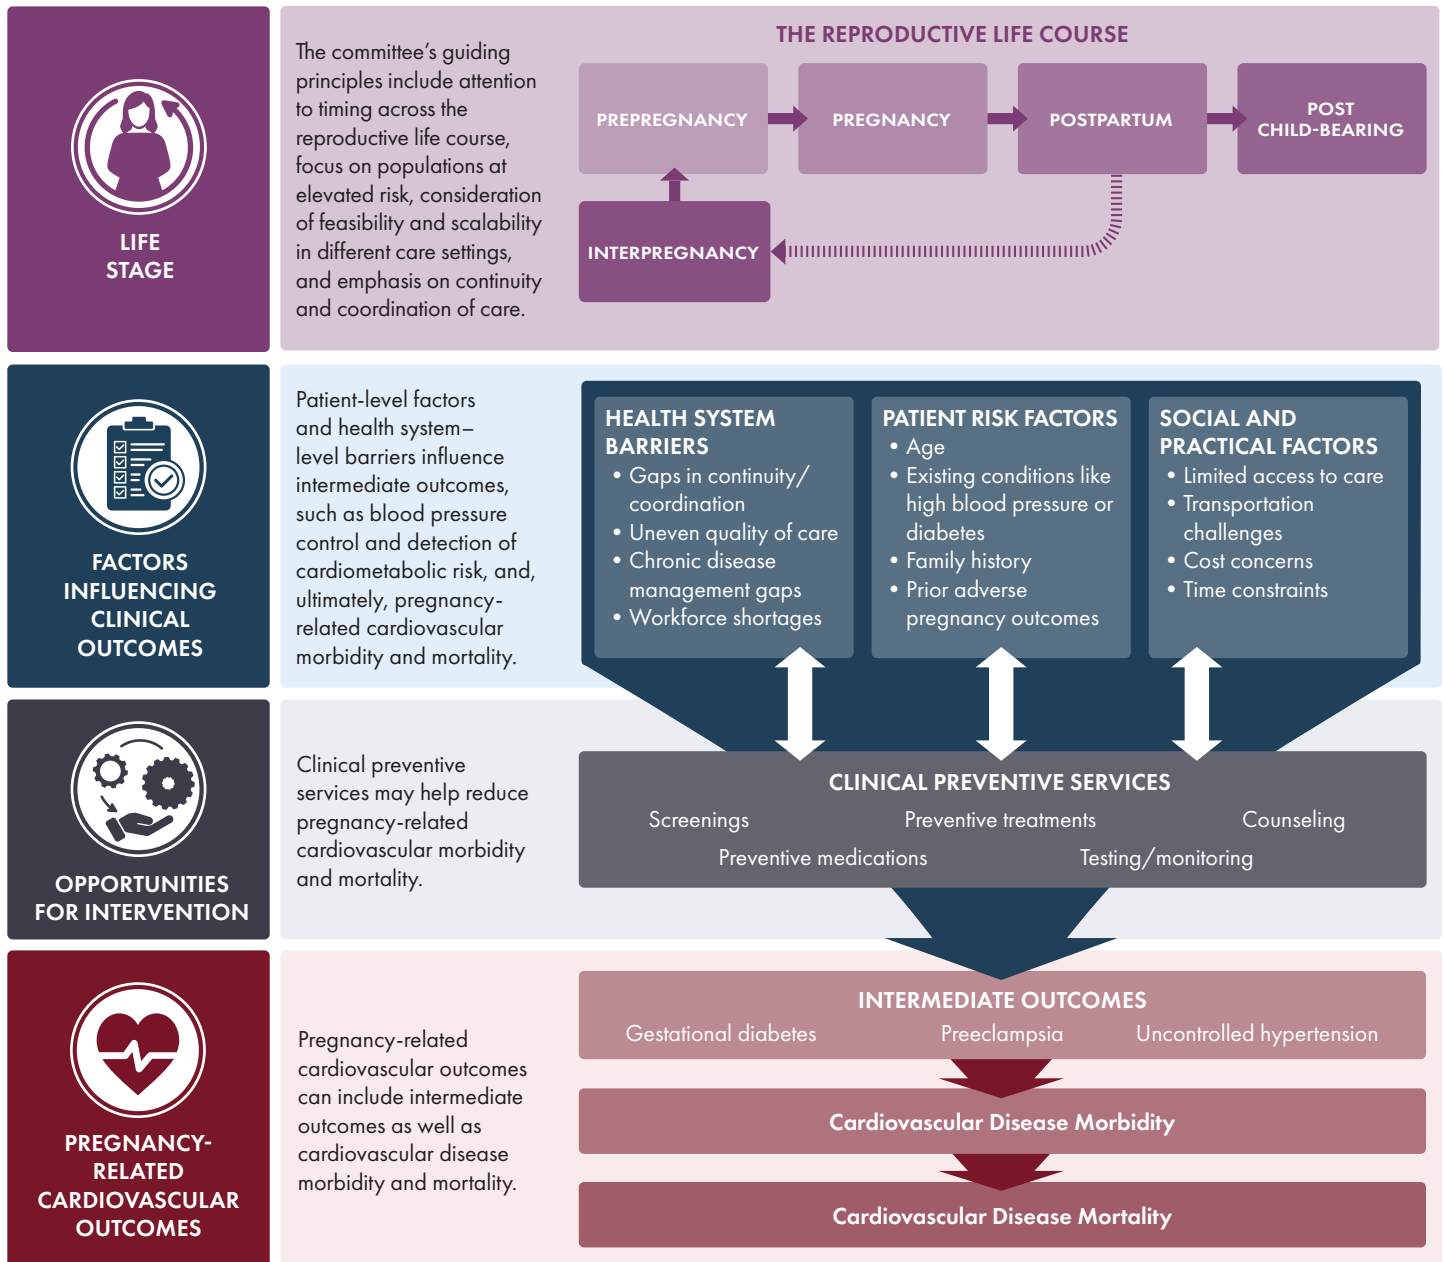 LIFE
STAGE
The committee's guiding
principles include attention
to timing across the
reproductive life course,
focus on populations at
elevated risk, consideration
of feasibility and scalability
in different care settings,
and emphasis on continuity
and coordination of care.
THE REPRODUCTIVE LIFE COURSE
PREPREGNANCY
PREGNANCY
POSTPARTUM
POST
CHILD-BEARING
INTERPREGNANCY
FACTORS
INFLUENCING
CLINICAL
OUTCOMES
Patient-level factors
and health system–
level barriers influence
intermediate outcomes,
such as blood pressure
control and detection of
cardiometabolic risk, and,
ultimately, pregnancy-
related cardiovascular
morbidity and mortality.
HEALTH SYSTEM
BARRIERS
• Gaps in continuity/
coordination
• Uneven quality of care
• Chronic disease
management gaps
• Workforce shortages
PATIENT RISK FACTORS
• Age
• Existing conditions like
high blood pressure or
diabetes
• Family history
• Prior adverse
pregnancy outcomes
SOCIAL AND
PRACTICAL FACTORS
• Limited access to care
• Transportation
challenges
• Cost concerns
• Time constraints
OPPORTUNITIES
FOR INTERVENTION
Clinical preventive
services may help reduce
pregnancy-related
cardiovascular morbidity
and mortality.
CLINICAL PREVENTIVE SERVICES
Screenings Preventive treatments Counseling
Preventive medications Testing/monitoring
PREGNANCY-
RELATED
CARDIOVASCULAR
OUTCOMES
Pregnancy-related
cardiovascular outcomes
can include intermediate
outcomes as well as
cardiovascular disease
morbidity and mortality.
INTERMEDIATE OUTCOMES
Gestational diabetes Preeclampsia Uncontrolled hypertension
Cardiovascular Disease Morbidity
Cardiovascular Disease Mortality